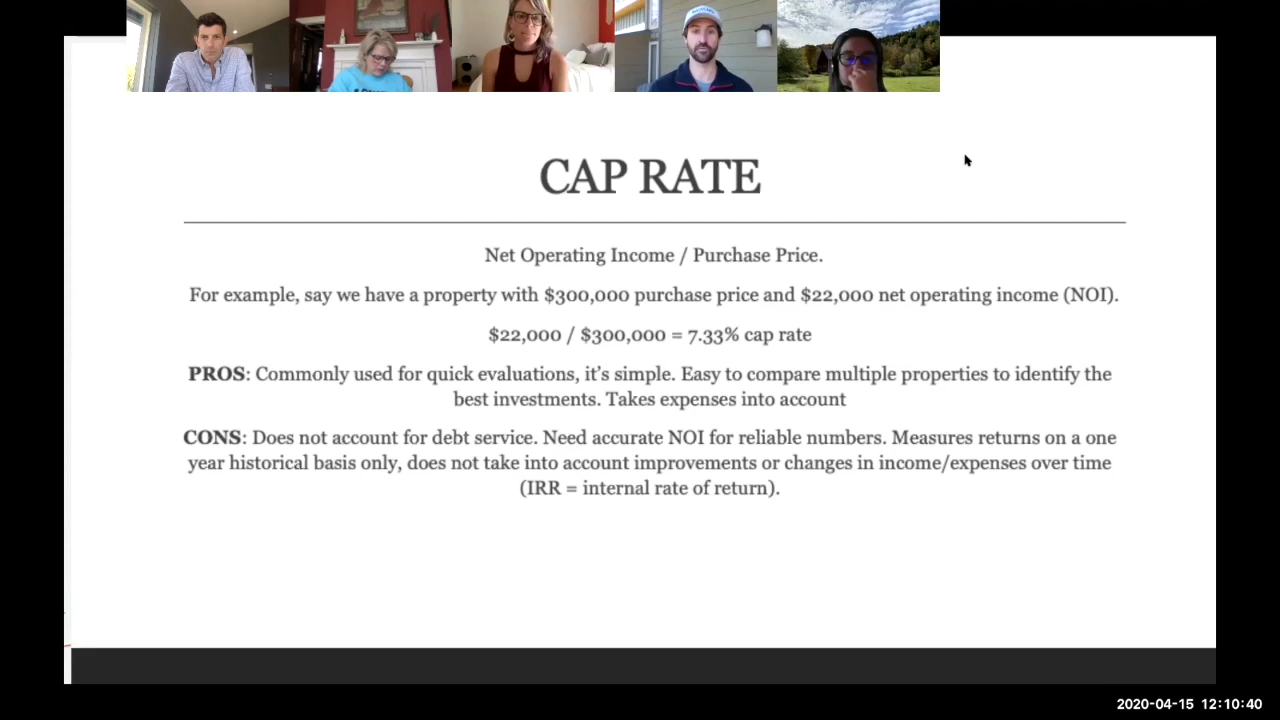 CAP RATE
Net Operating Income / Purchase Price.
For example, say we have a property with $300,000 purchase price and $22,000 net operating income (NOI).
$22,000 / $300,000 = 7.33% cap rate
PROS: Commonly used for quick evaluations, it’s simple. Easy to compare multiple properties to identify the
best investments. Takes expenses into account
CONS: Does not account for debt service. Need accurate NOI for reliable numbers. Measures returns on a one
year historical basis only, does not take into account improvements or changes in income/expenses over time
(IRR = internal rate of return).
2020-04-15 12:10:40